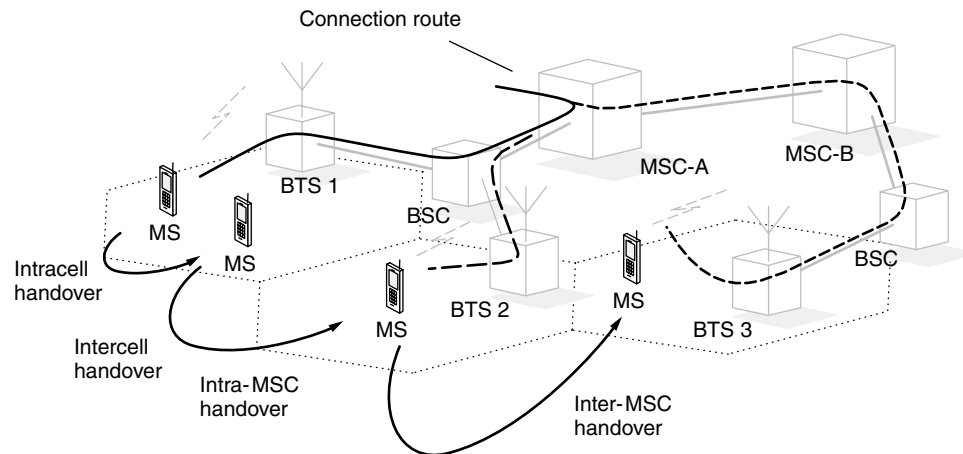 Connection route
MSC-A
MSC-B
BTS 1
BSC
MS
MS
Intracell
handover
BTS 2
MS
MS
BTS 3
BSC
Intercell
handover
Intra-MSC
handover
Inter-MSC
handover